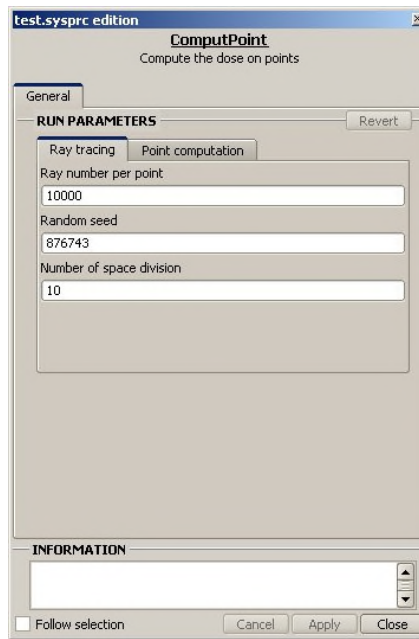 test.sysprc edition
ComputPoint
Compute the dose on points
General
RUN PARAMETERS
Revert
Ray tracing
Point computation
Ray number per point
10000
Random seed
876743
Number of space division
10
INFORMATION
Follow selection
Cancel
Apply
Close